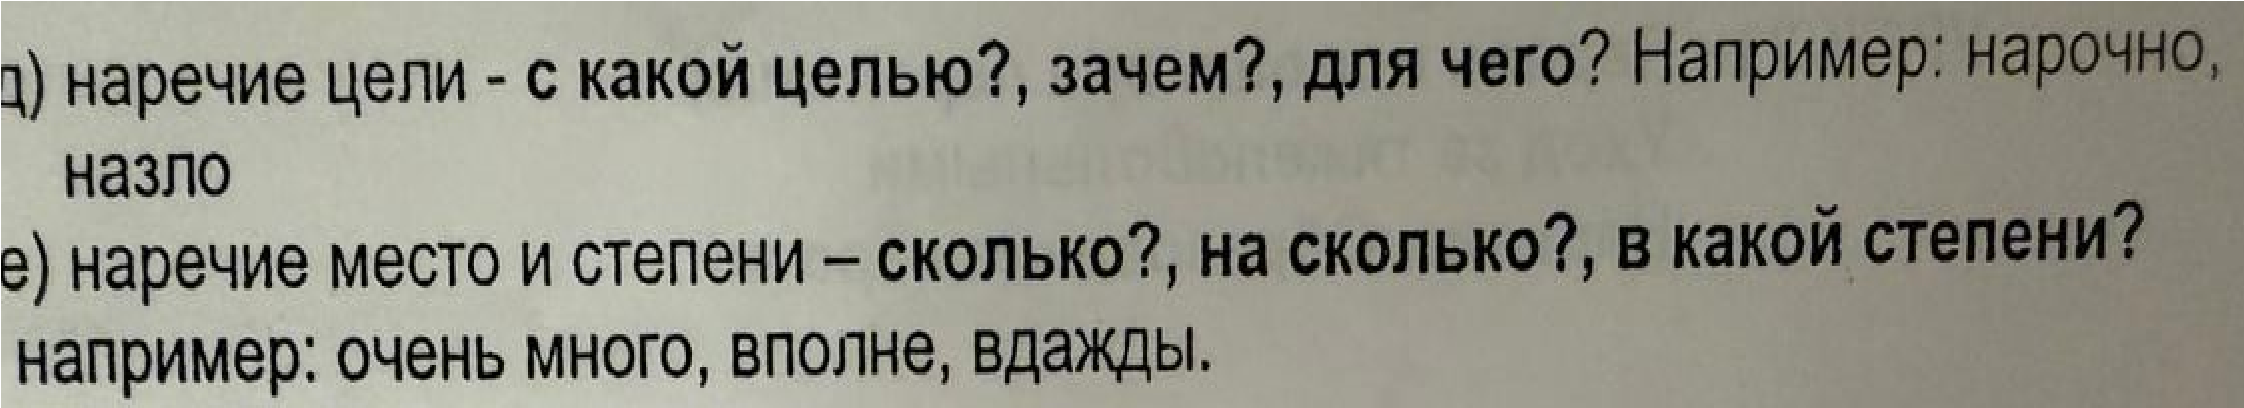 д) наречие цели - с какой целью?, зачем?, для чего? Например: нарочно,
назло
е) наречие место и степени – сколько?, на сколько?, в какой степени?
например: очень много, вполне, вдажды.